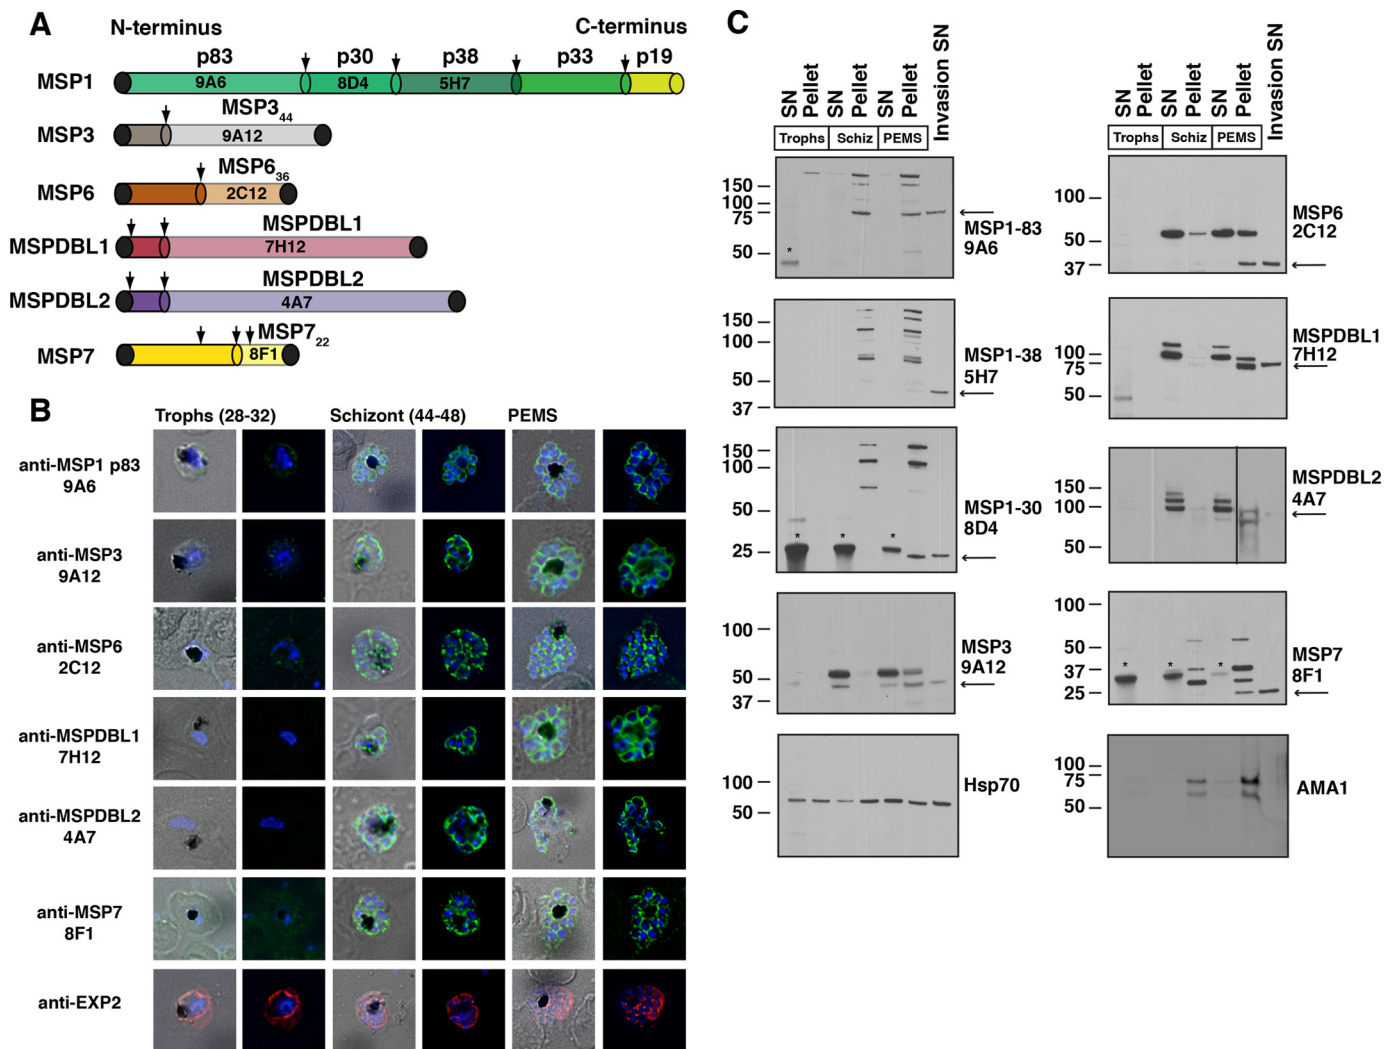 A
N-terminus
C-terminus
p83 p30 p38 p33 p19
MSP1 9A6 8D4 5H7
MSP3 44
MSP3 9A12
MSP6 36
MSP6 2C12
MSPDBL1
MSPDBL1 7H12
MSPDBL2
MSPDBL2 4A7
MSP7 22
MSP7 8F1
B
Trophs (28-32) Schizont (44-48) PEMS
anti-MSP1 p83
9A6
anti-MSP3
9A12
anti-MSP6
2C12
anti-MSPDBL1
7H12
anti-MSPDBL2
4A7
anti-MSP7
8F1
anti-EXP2
C
SN
Pellet
SN
Pellet
SN
Pellet
Invasion SN
Trophs Schiz PEMS
150
100
75
50
*
MSP1-83
9A6
150
100
75
50
37
MSP1-38
5H7
150
100
50
25
* * *
MSP1-30
8D4
100
50
37
MSP3
9A12
100
50
Hsp70
SN
Pellet
SN
Pellet
SN
Pellet
Invasion SN
Trophs Schiz PEMS
100
50
37
MSP6
2C12
100
75
50
MSPDBL1
7H12
150
100
50
MSPDBL2
4A7
100
50
37
25
* * *
MSP7
8F1
100
75
50
AMA1